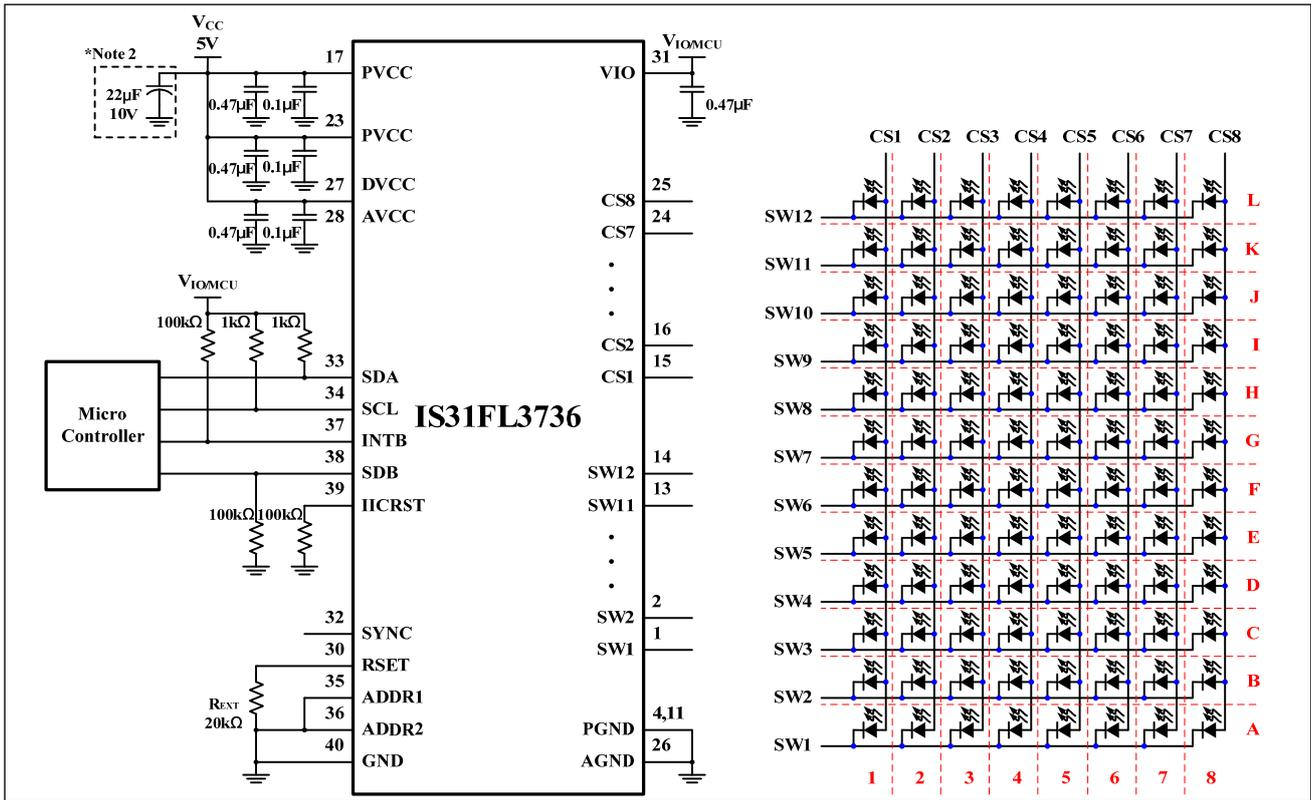 VCC
5V
*Note 2
22µF
10V
0.47µF
0.1µF
0.47µF
0.1µF
0.47µF
0.1µF
17
PVCC
23
PVCC
27
DVCC
28
AVCC
VIO/MCU
100kΩ
1kΩ
1kΩ
Micro
Controller
33
SDA
34
SCL
37
INTB
38
SDB
39
IICRST
100kΩ
100kΩ
32
SYNC
30
RSET
35
ADDR1
36
ADDR2
40
GND
REXT
20kΩ
IS31FL3736
VIO/MCU
31
VIO
0.47µF
25
CS8
24
CS7
16
CS2
15
CS1
14
SW12
13
SW11
2
SW2
1
SW1
4,11
PGND
26
AGND
CS1 CS2 CS3 CS4 CS5 CS6 CS7 CS8
SW12 L
SW11 K
SW10 J
SW9 I
SW8 H
SW7 G
SW6 F
SW5 E
SW4 D
SW3 C
SW2 B
SW1 A
1 2 3 4 5 6 7 8